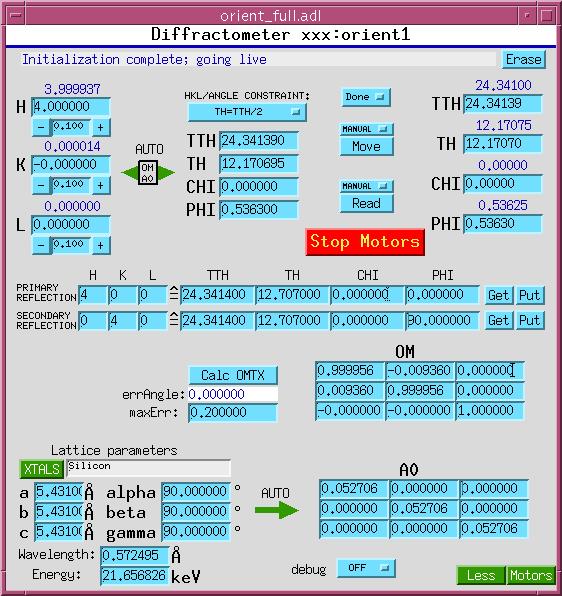 orient_full.adl
Diffractometer xxx:orient1
Initialization complete; going live Erase
3.999937 HKL/ANGLE CONSTRAINT: Done 24.34100
H 4.000000 TH=TTH/2 TTH 24.34139
- 0.100 + MANUAL 12.17075
0.000014 AUTO TTH 24.341390 Move TH 12.17070
K -0.000000 OM TH 12.170695 0.00000
- 0.100 + AO CHI 0.000000 MANUAL CHI 0.00000
0.000000 PHI 0.536300 Read 0.53625
L 0.000000 PHI 0.53630
- 0.100 + Stop Motors
H K L TTH TH CHI PHI
PRIMARY REFLECTION 4 0 0 ≙ 24.341400 12.707000 0.000000 0.000000 Get Put
SECONDARY REFLECTION 0 4 0 ≙ 24.341400 12.707000 0.000000 90.000000 Get Put
OM
Calc OMTX 0.999956 -0.009360 0.000000
errAngle: 0.000000 0.009360 0.999956 0.000000
maxErr: 0.200000 -0.000000 -0.000000 1.000000
Lattice parameters
XTALS Silicon A0
a 5.43100 Å alpha 90.000000 ° AUTO 0.052706 0.000000 0.000000
b 5.43100 Å beta 90.000000 ° 0.000000 0.052706 0.000000
c 5.43100 Å gamma 90.000000 ° 0.000000 0.000000 0.052706
Wavelength: 0.572495 Å
Energy: 21.656826 keV debug OFF Less Motors